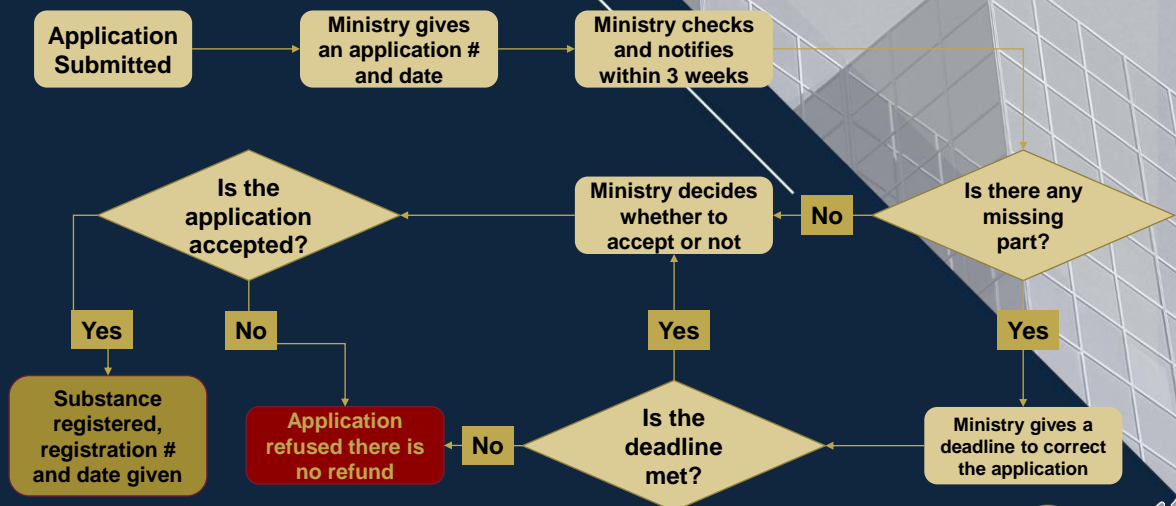 Application
Submitted
Ministry gives
an application #
and date
Ministry checks
and notifies
within 3 weeks
Is the
application
accepted?
Ministry decides
whether to
accept or not
No
Is there any
missing
part?
Yes
No
Yes
Yes
Substance
registered,
registration #
and date given
Application
refused there is
no refund
No
Is the
deadline
met?
Ministry gives a
deadline to correct
the application